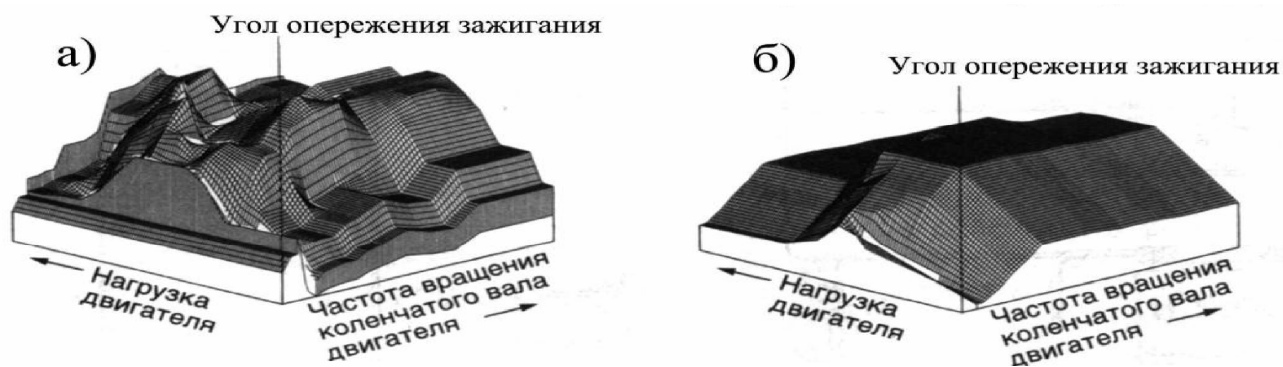 а)
Угол опережения зажигания
Нагрузка
двигателя
Частота вращения
коленчатого вала
двигателя
б)
Угол опережения зажигания
Нагрузка
двигателя
Частота вращения
коленчатого вала
двигателя